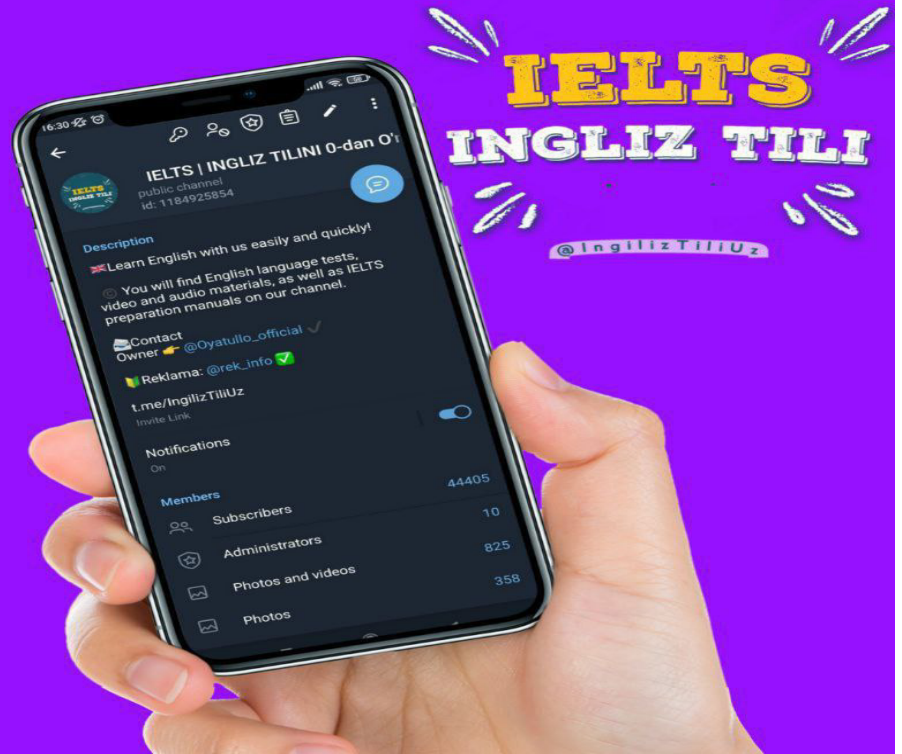 IELTS
INGLIZ TILI
@IngilizTiliUz
16:30
IELTS | INGLIZ TILINI 0-dan O'r
public channel
id: 1184925854
IELTS
INGLIZ TILI
Description
🇬🇧Learn English with us easily and quickly!
© You will find English language tests,
video and audio materials, as well as IELTS
preparation manuals on our channel.
📨Contact
Owner 👉 @Oyatullo_official ✔
🔰Reklama: @rek_info ✅
t.me/IngilizTiliUz
Invite Link
Notifications
On
Members
Subscribers 44405
Administrators 10
Photos and videos 825
Photos 358